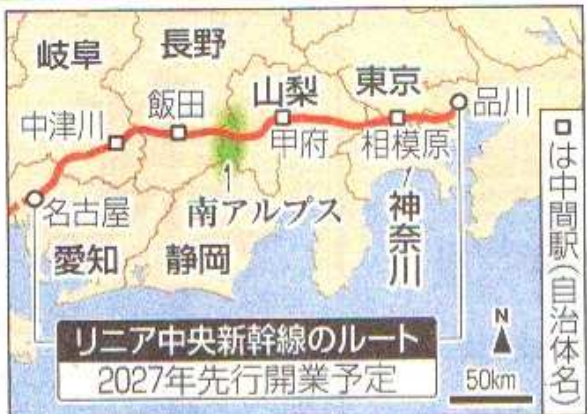 岐阜
長野
山梨
東京
品川
飯田
中津川
甲府
相模原
名古屋
南アルプス
神奈川
愛知
静岡
□は中間駅(自治体名)
リニア中央新幹線のルート
2027年先行開業予定
N
50km